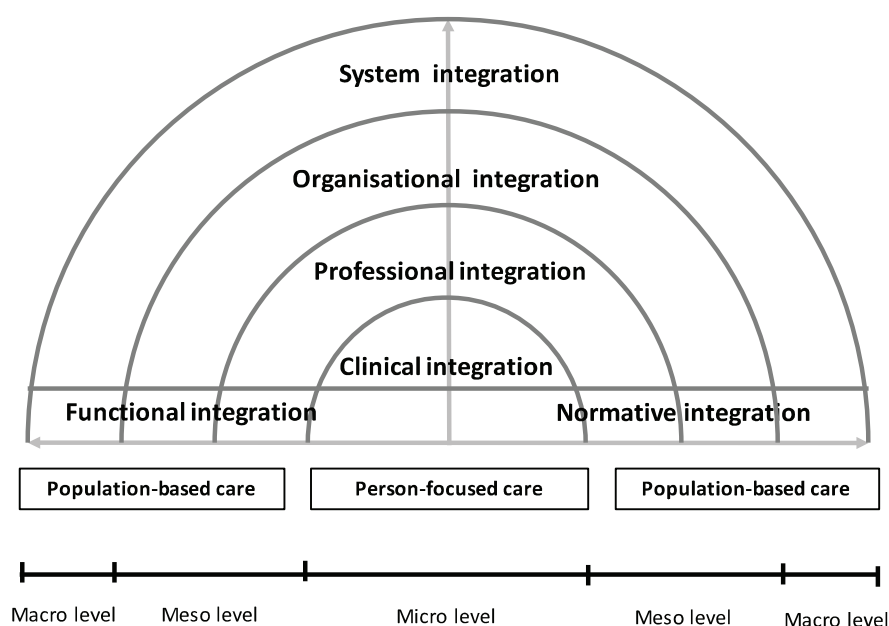 System integration
Organisational integration
Professional integration
Clinical integration
Functional integration
Normative integration
Population-based care
Person-focused care
Population-based care
Macro level
Meso level
Micro level
Meso level
Macro level